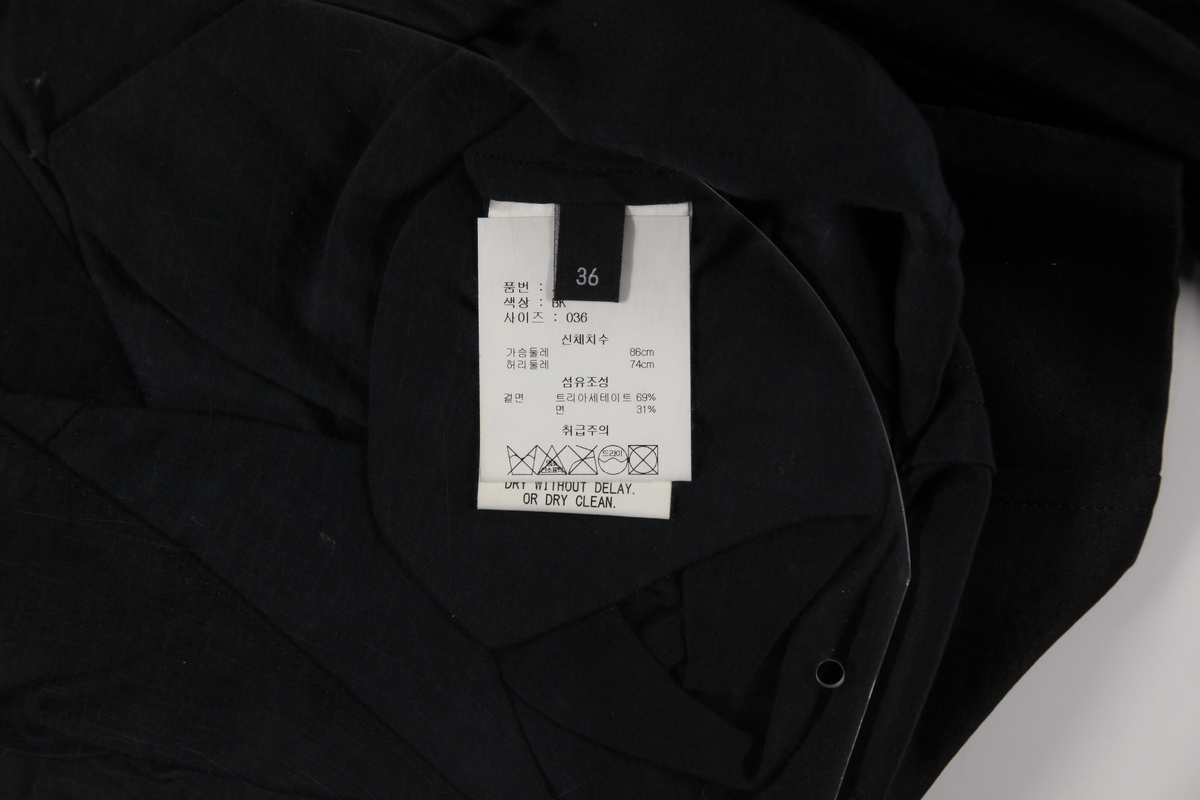 36
품번 :
색상 : BK
사이즈 : 036
신체치수
가슴둘레 86cm
허리둘레 74cm
섬유조성
겉면 트리아세테이트 69%
면 31%
취급주의
드라이
DRY WITHOUT DELAY.
OR DRY CLEAN.